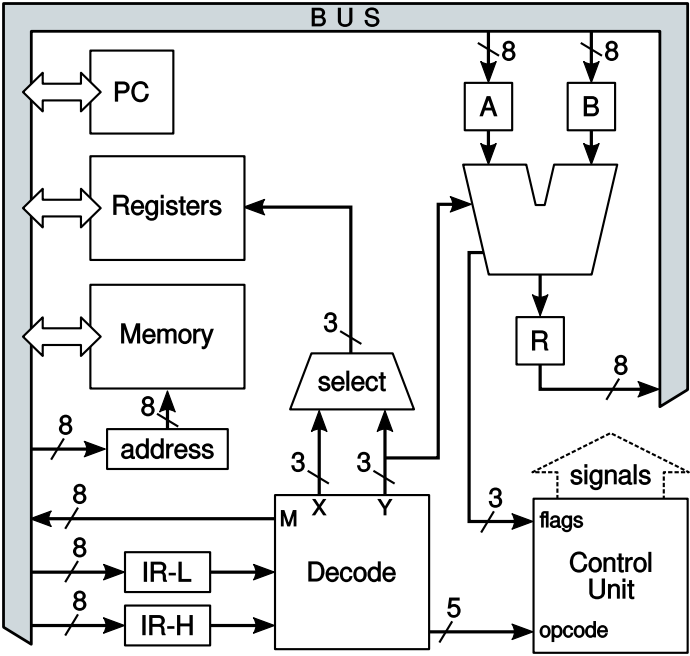 BUS
8
8
PC
A
B
Registers
Memory
3
R
select
8
8
8
address
signals
3
3
8
M
X
Y
3
flags
8
IR-L
Decode
Control
Unit
8
IR-H
5
opcode